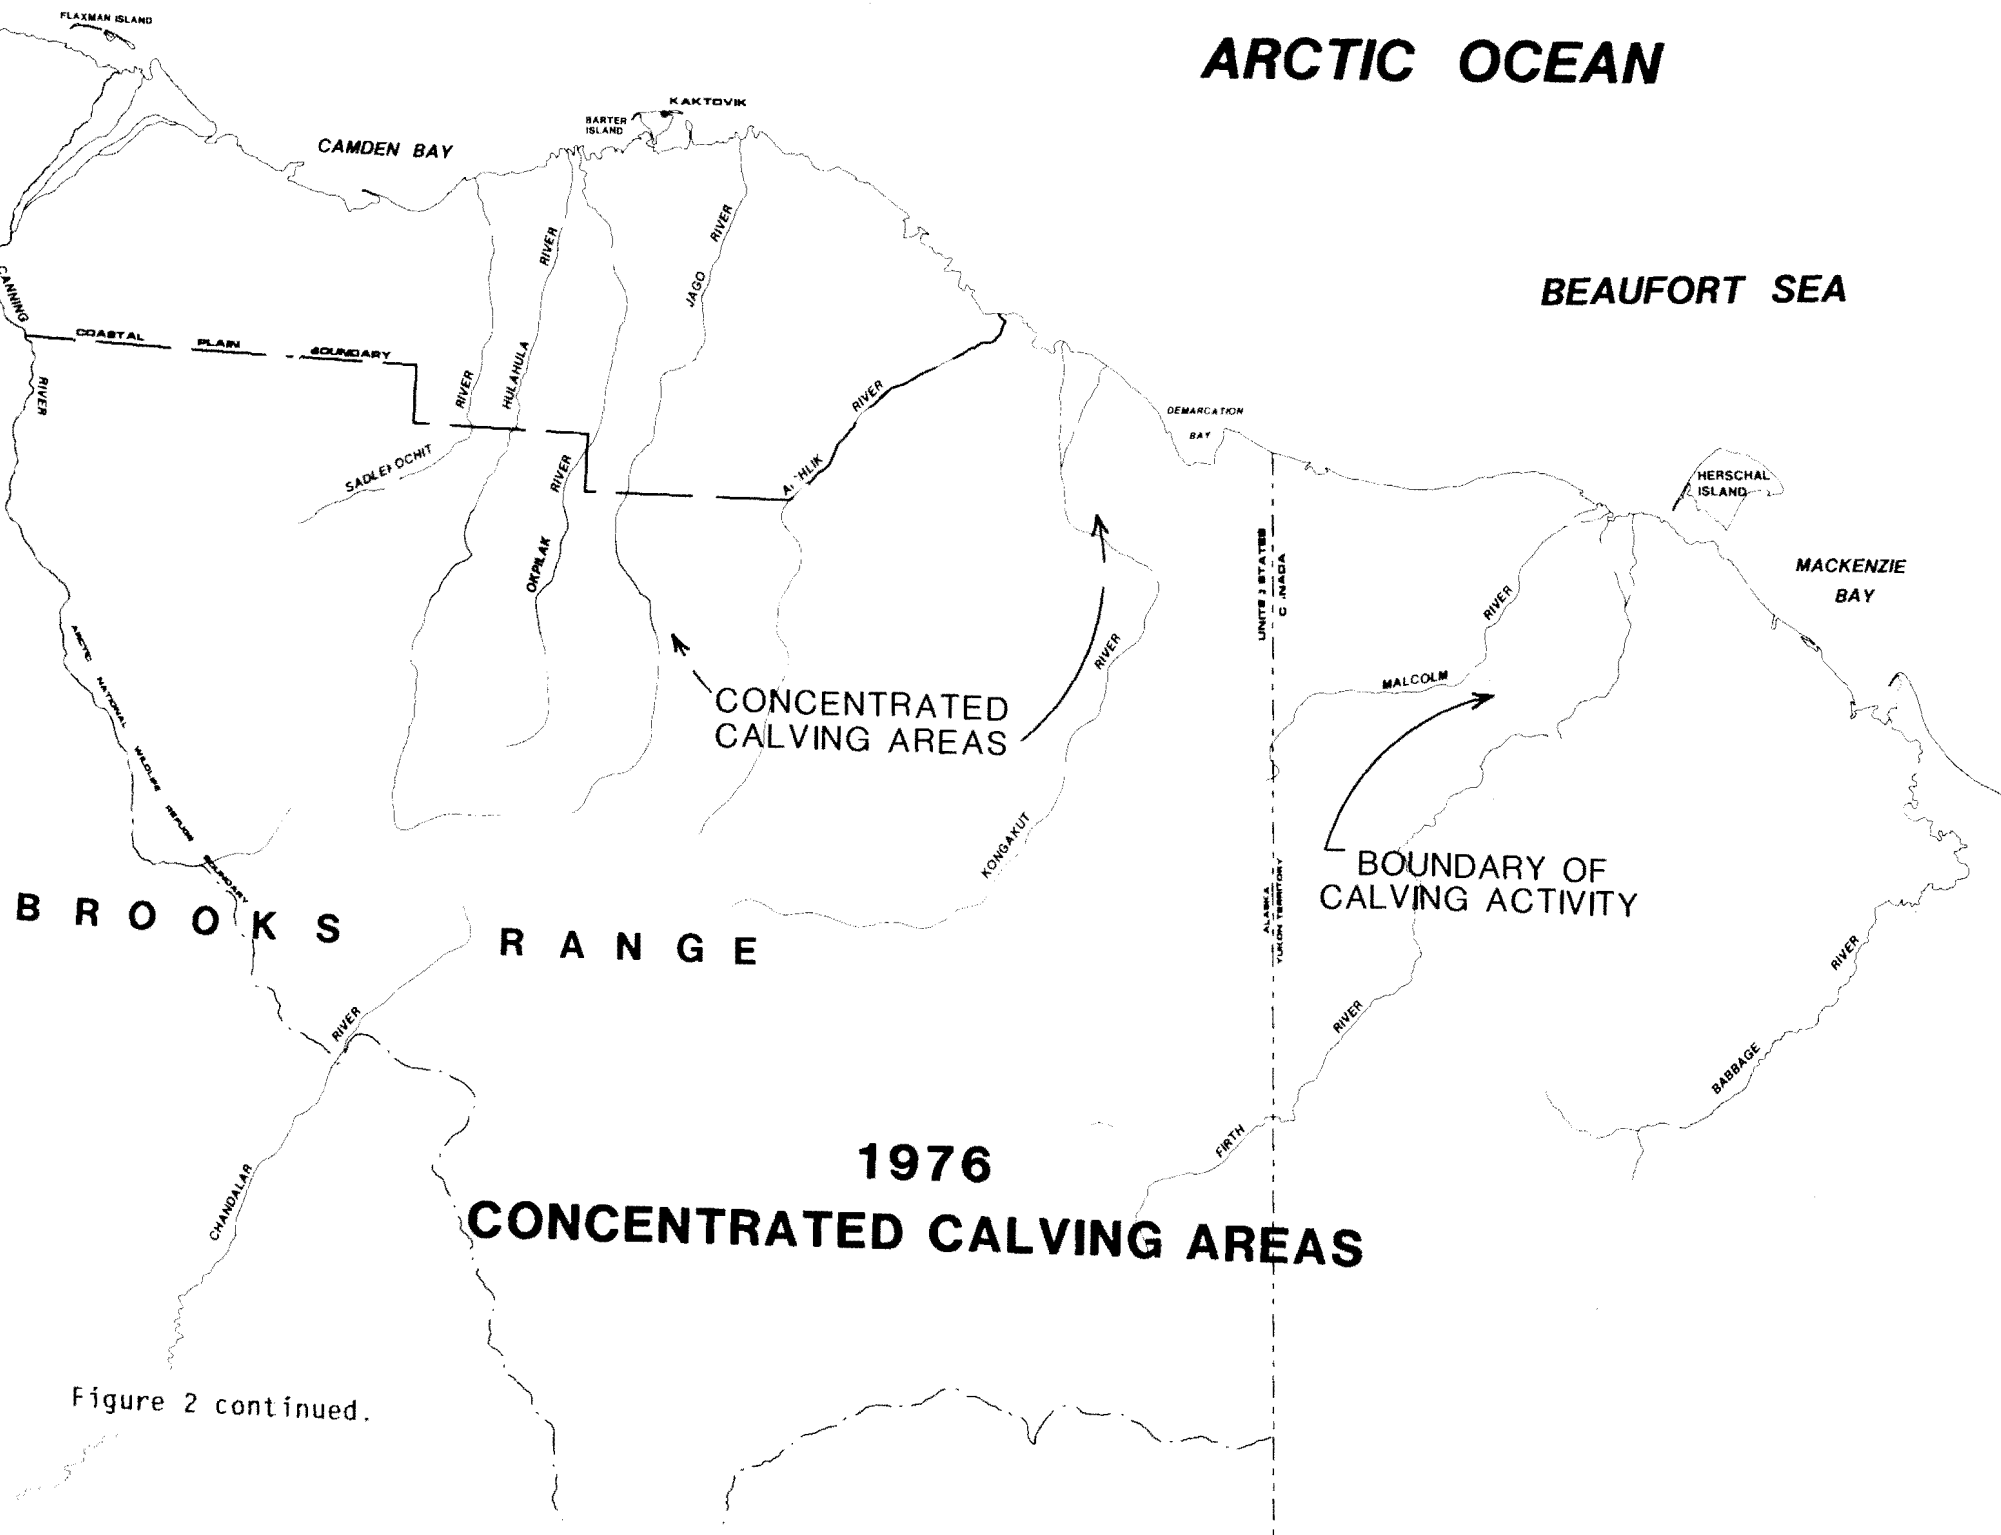 FLAXMAN ISLAND
ARCTIC OCEAN
KAKTOVIK
BARTER
ISLAND
CAMDEN BAY
BEAUFORT SEA
CANNING
RIVER
COASTAL PLAIN BOUNDARY
SADLEROCHIT
RIVER
HULAHULA
RIVER
OKPILAK
RIVER
JAGO
RIVER
RIVER
DEMARCATION
BAY
HERSCHAL
ISLAND
MACKENZIE
BAY
UNITED STATES
CANADA
MALCOLM
RIVER
ARCTIC NATIONAL WILDLIFE REFUGE BOUNDARY
CONCENTRATED
CALVING AREAS
KONGAKUT
RIVER
BOUNDARY OF
CALVING ACTIVITY
ALASKA
YUKON TERRITORY
BROOKS RANGE
CHANDALAR
RIVER
FIRTH
RIVER
BABBAGE
RIVER
1976
CONCENTRATED CALVING AREAS
Figure 2 continued.